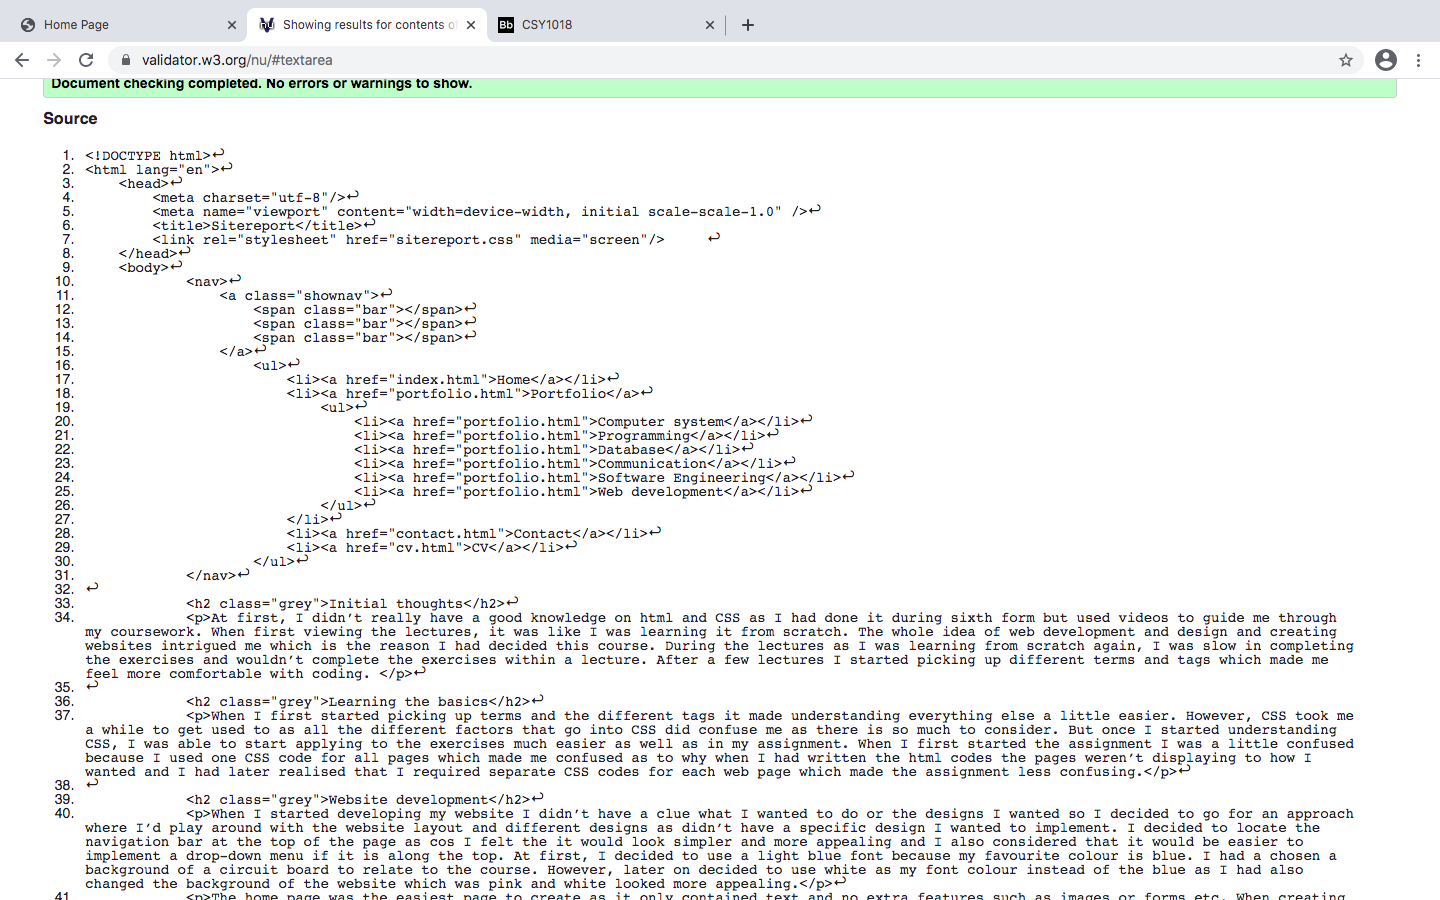 Home Page
Showing results for contents o
Bb CSY1018
validator.w3.org/nu/#textarea
Document checking completed. No errors or warnings to show.
Source
1. <!DOCTYPE html>↩
2. <html lang="en">↩
3. <head>↩
4. <meta charset="utf-8"/>↩
5. <meta name="viewport" content="width=device-width, initial scale-scale-1.0" />↩
6. <title>Sitereport</title>↩
7. <link rel="stylesheet" href="sitereport.css" media="screen"/> ↩
8. </head>↩
9. <body>↩
10. <nav>↩
11. <a class="shownav">↩
12. <span class="bar"></span>↩
13. <span class="bar"></span>↩
14. <span class="bar"></span>↩
15. </a>↩
16. <ul>↩
17. <li><a href="index.html">Home</a></li>↩
18. <li><a href="portfolio.html">Portfolio</a>↩
19. <ul>↩
20. <li><a href="portfolio.html">Computer system</a></li>↩
21. <li><a href="portfolio.html">Programming</a></li>↩
22. <li><a href="portfolio.html">Database</a></li>↩
23. <li><a href="portfolio.html">Communication</a></li>↩
24. <li><a href="portfolio.html">Software Engineering</a></li>↩
25. <li><a href="portfolio.html">Web development</a></li>↩
26. </ul>↩
27. </li>↩
28. <li><a href="contact.html">Contact</a></li>↩
29. <li><a href="cv.html">CV</a></li>↩
30. </ul>↩
31. </nav>↩
32. ↩
33. <h2 class="grey">Initial thoughts</h2>↩
34. <p>At first, I didn’t really have a good knowledge on html and CSS as I had done it during sixth form but used videos to guide me through
my coursework. When first viewing the lectures, it was like I was learning it from scratch. The whole idea of web development and design and creating
websites intrigued me which is the reason I had decided this course. During the lectures as I was learning from scratch again, I was slow in completing
the exercises and wouldn’t complete the exercises within a lecture. After a few lectures I started picking up different terms and tags which made me
feel more comfortable with coding. </p>↩
35. ↩
36. <h2 class="grey">Learning the basics</h2>↩
37. <p>When I first started picking up terms and the different tags it made understanding everything else a little easier. However, CSS took me
a while to get used to as all the different factors that go into CSS did confuse me as there is so much to consider. But once I started understanding
CSS, I was able to start applying to the exercises much easier as well as in my assignment. When I first started the assignment I was a little confused
because I used one CSS code for all pages which made me confused as to why when I had written the html codes the pages weren’t displaying to how I
wanted and I had later realised that I required separate CSS codes for each web page which made the assignment less confusing.</p>↩
38. ↩
39. <h2 class="grey">Website development</h2>↩
40. <p>When I started developing my website I didn’t have a clue what I wanted to do or the designs I wanted so I decided to go for an approach
where I’d play around with the website layout and different designs as didn’t have a specific design I wanted to implement. I decided to locate the
navigation bar at the top of the page as cos I felt the it would look simpler and more appealing and I also considered that it would be easier to
implement a drop-down menu if it is along the top. At first, I decided to use a light blue font because my favourite colour is blue. I had a chosen a
background of a circuit board to relate to the course. However, later on decided to use white as my font colour instead of the blue as I had also
changed the background of the website which was pink and white looked more appealing.</p>↩
41. <p>The home page was the easiest page to create as it only contained text and no extra features such as images or forms etc. When creating